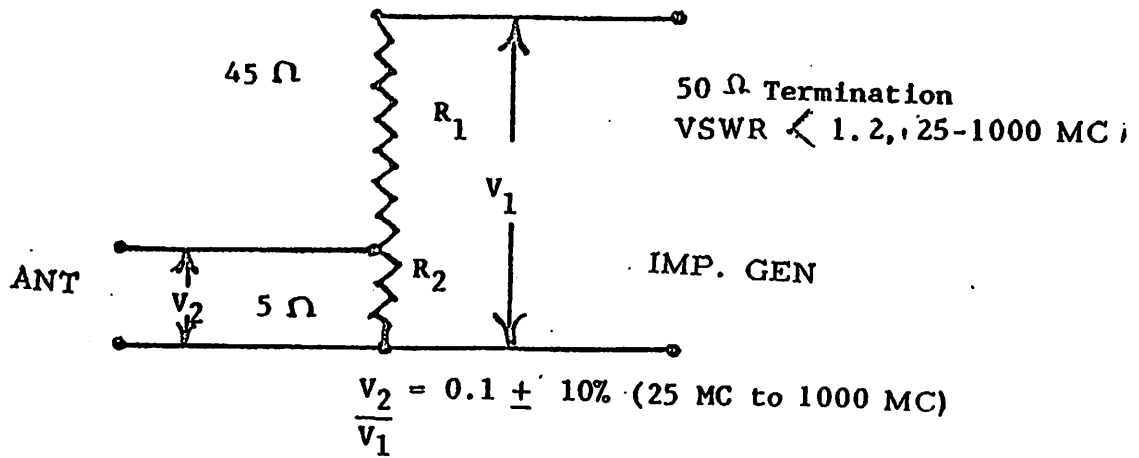 45 Ω
R1
50 Ω Termination
VSWR < 1.2, 25-1000 MC
V1
ANT
V2
5 Ω
R2
IMP. GEN
V2/V1 = 0.1 ± 10% (25 MC to 1000 MC)